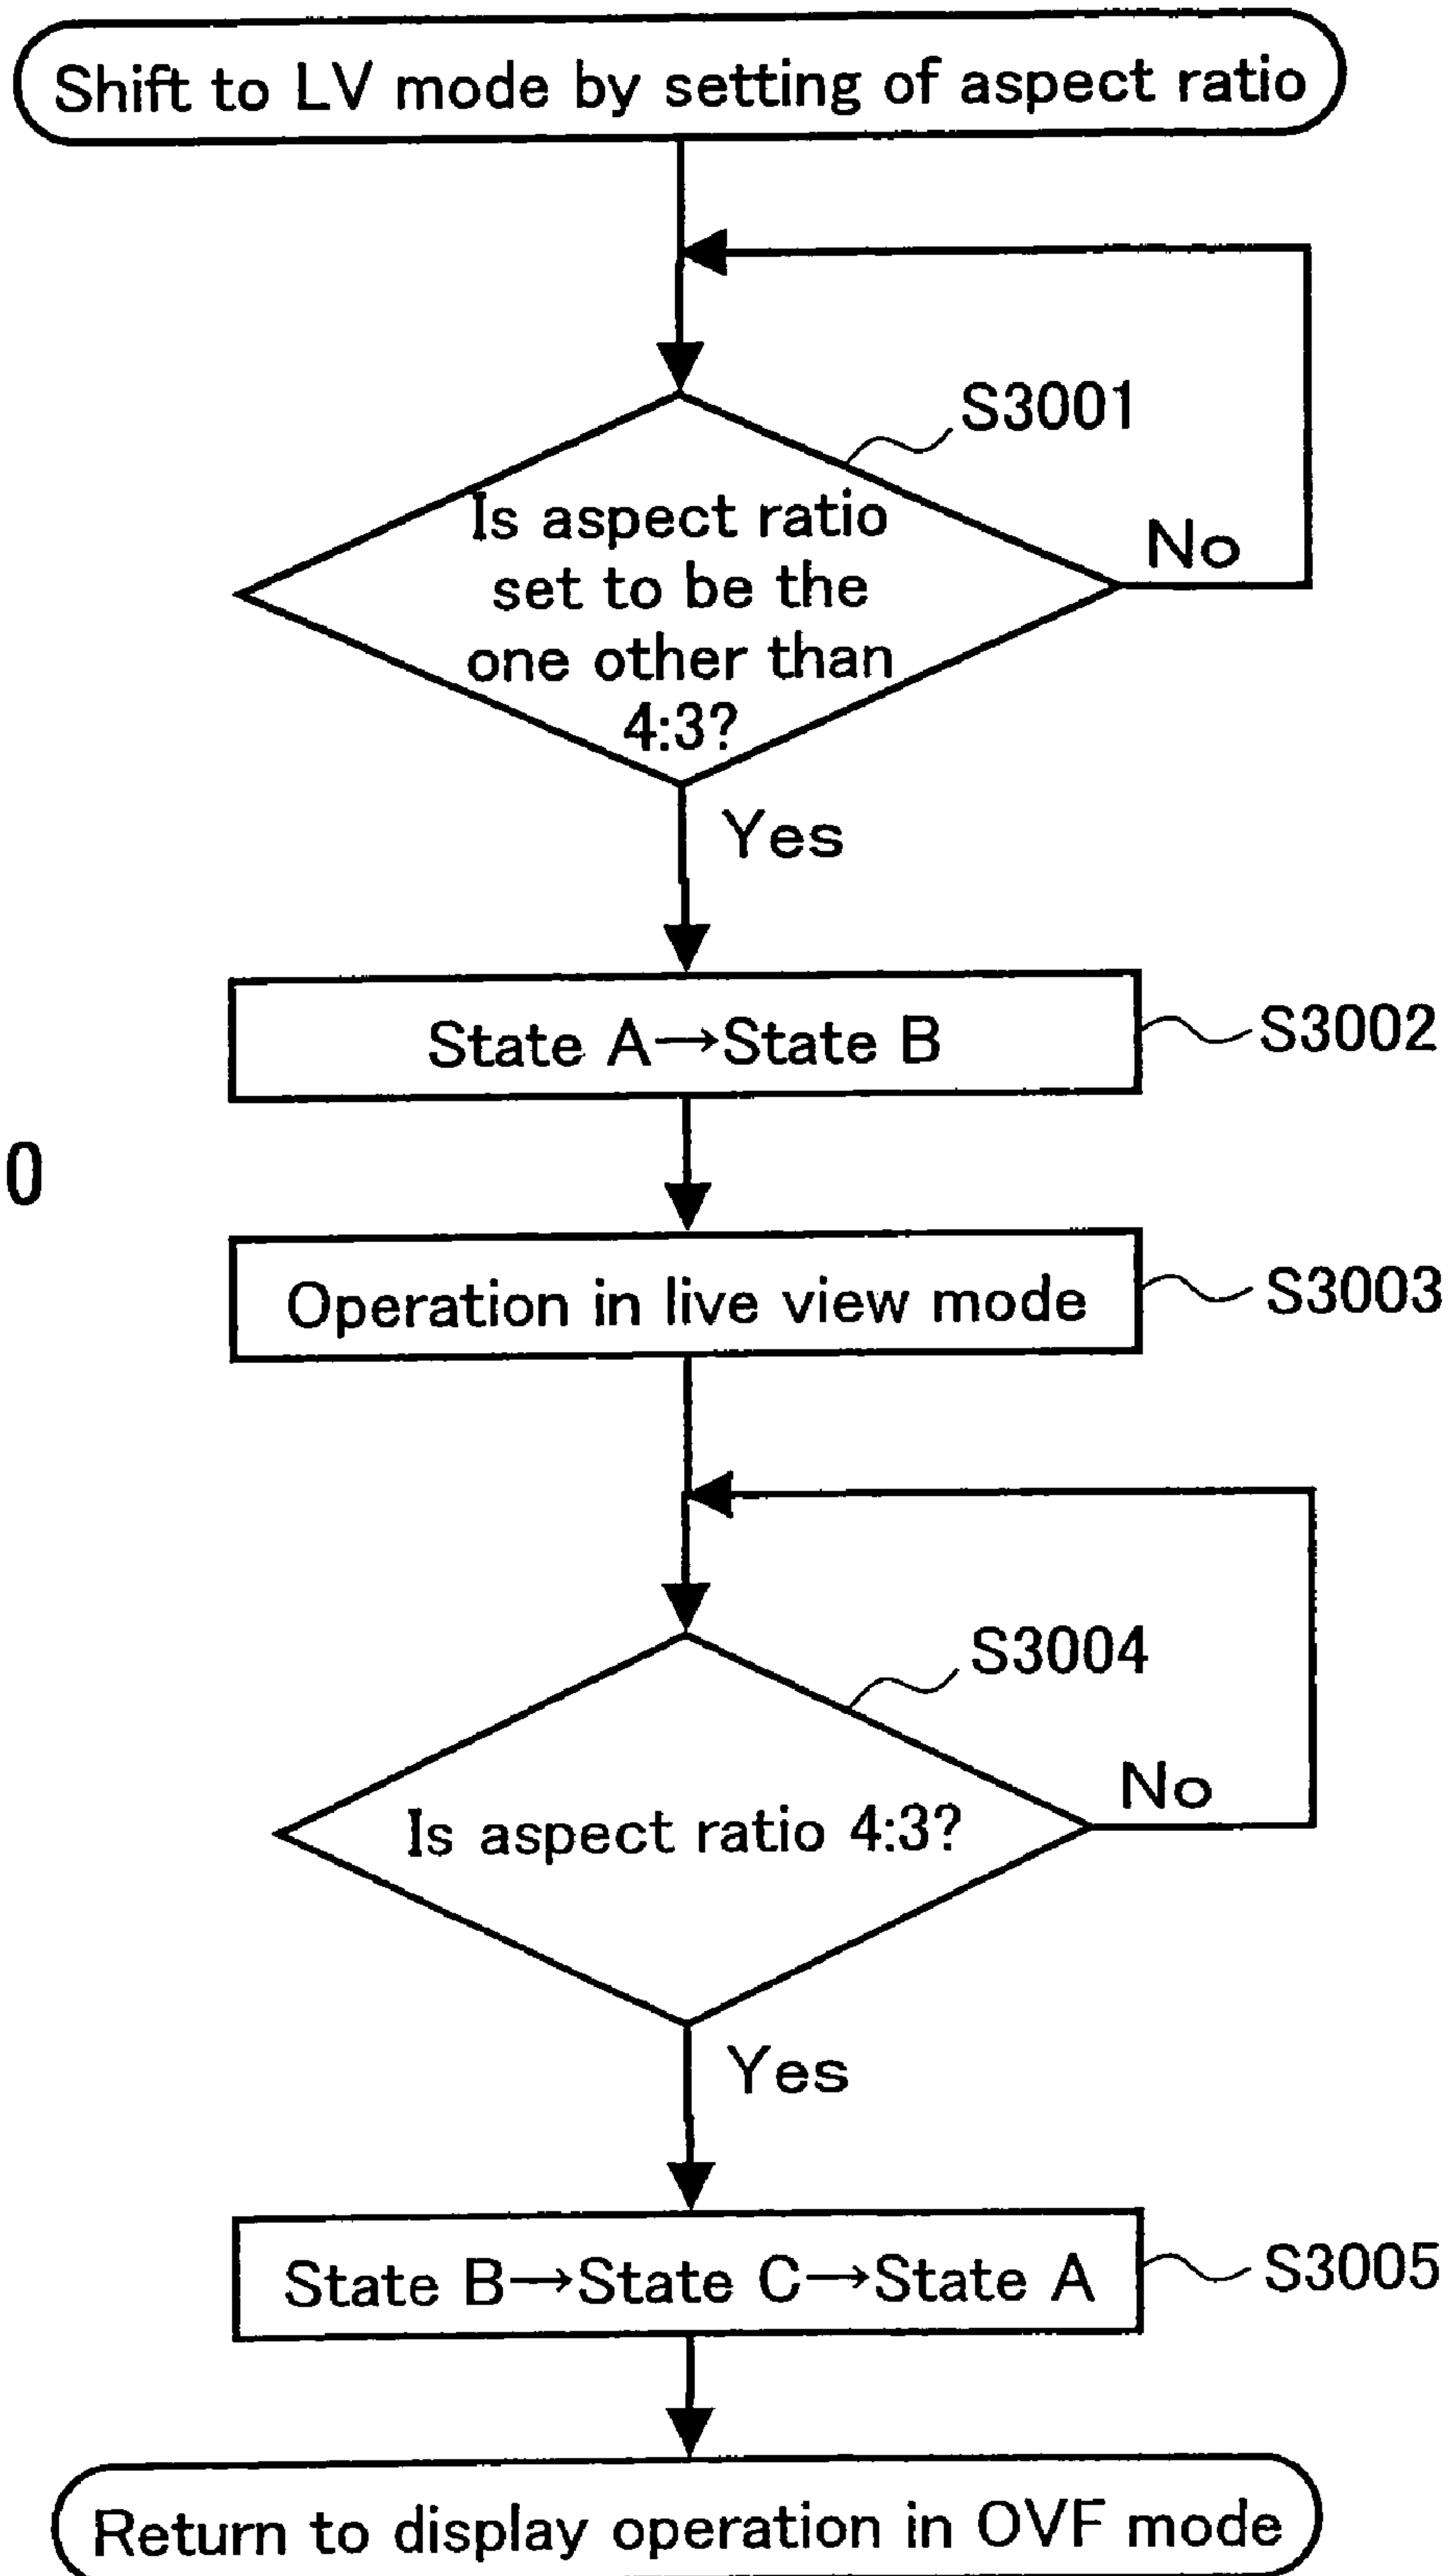 Shift to LV mode by setting of aspect ratio
S3001
Is aspect ratio
set to be the
one other than
4:3?
No
Yes
State A→State B
S3002
0
Operation in live view mode
S3003
S3004
Is aspect ratio 4:3?
No
Yes
State B→State C→State A
S3005
Return to display operation in OVF mode